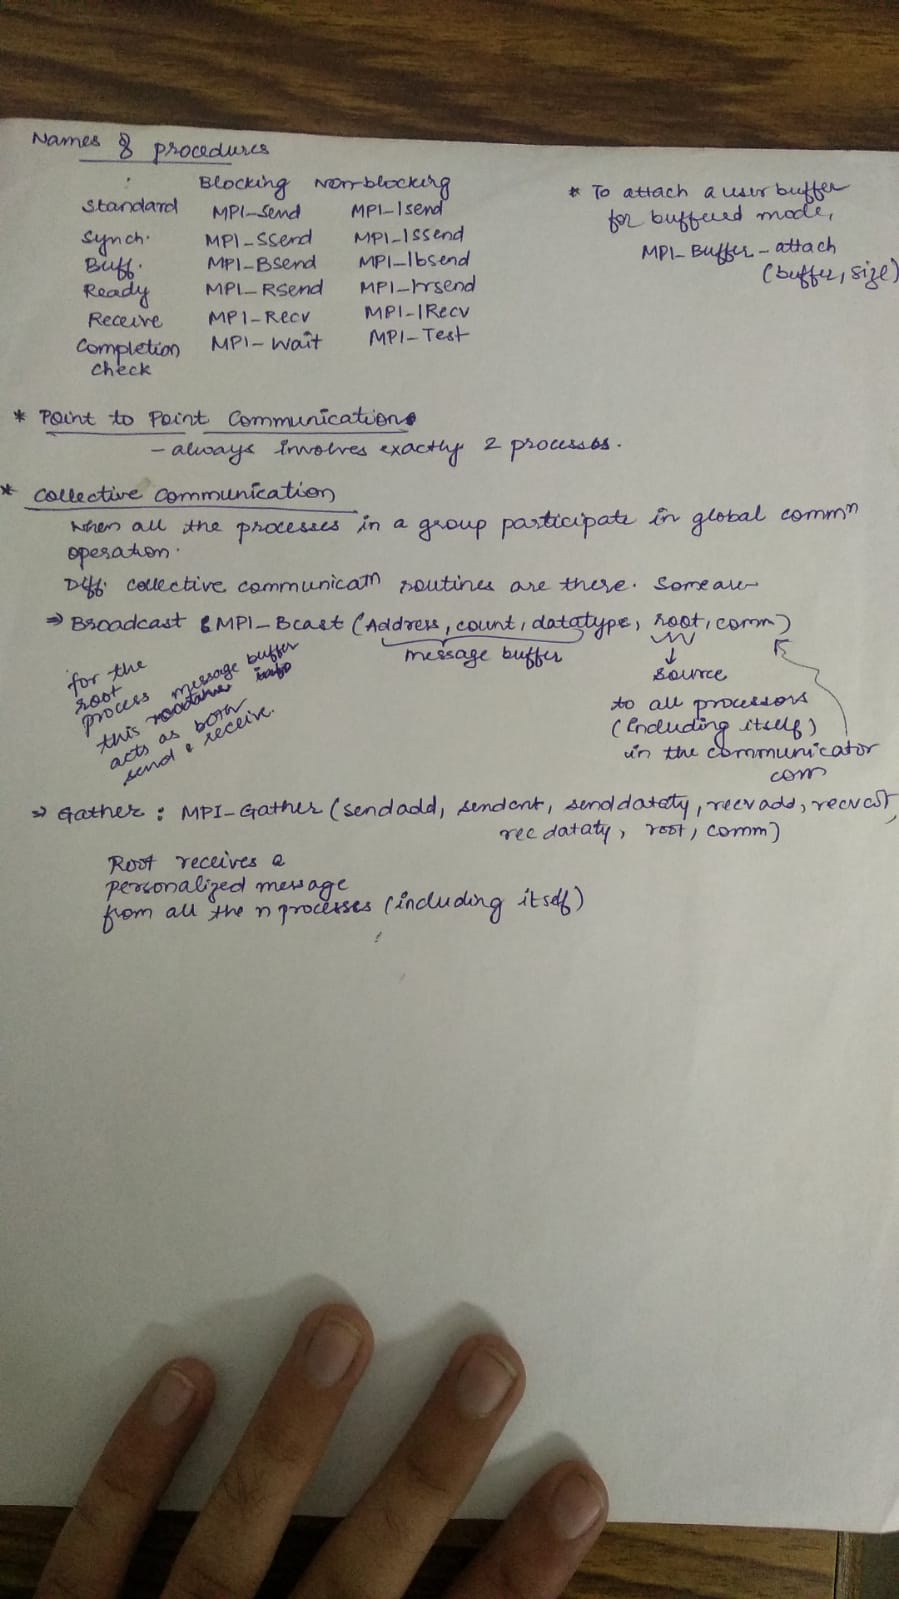 Names of procedures
Blocking Nonblocking
Standard MPI-Send MPI-Isend
Synch. MPI-Ssend MPI-Issend
Buff. MPI-Bsend MPI-Ibsend
Ready MPI-RSend MPI-Irsend
Receive MPI-Recv MPI-IRecv
Completion check MPI-Wait MPI-Test
* To attach a user buffer
for buffered mode,
MPI-Buffer-attach
(buffer, size)
* Point to Point Communication
- always involves exactly 2 processes.
* Collective Communication
When all the processes in a group participate in global commⁿ
operation.
Diff. collective communicatⁿ routines are there. Some are
⇒ Broadcast : MPI-Bcast (Address, count, datatype, root, comm)
message buffer
↓
source
to all processors
(including itself)
in the communicator
com
for the
root
process message buffer
this
acts as both
send & receive.
⇒ Gather : MPI-Gather (sendadd, sendcnt, senddataty, recvadd, recvcnt,
rec dataty, root, comm)
Root receives a
personalized message
from all the n processes (including itself)